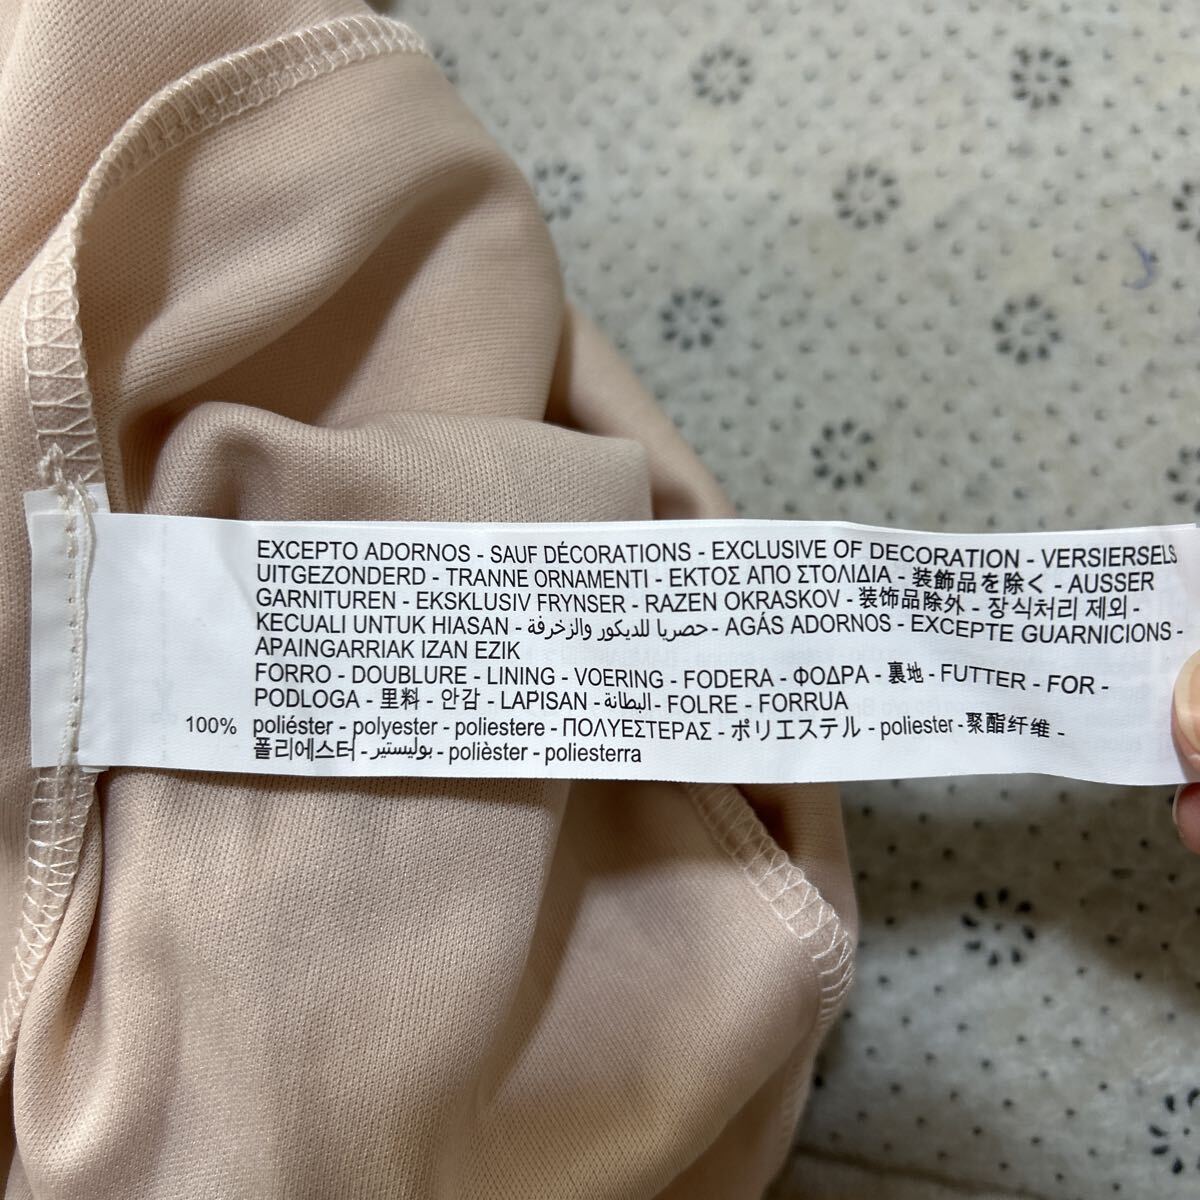 EXCEPTO ADORNOS - SAUF DÉCORATIONS - EXCLUSIVE OF DECORATION - VERSIERSELS
UITGEZONDERD - TRANNE ORNAMENTI - ΕΚΤΟΣ ΑΠΟ ΣΤΟΛΙΔΙΑ - 装飾品を除く - AUSSER
GARNITUREN - EKSKLUSIV FRYNSER - RAZEN OKRASKOV - 装饰品除外 - 장식처리 제외 -
KECUALI UNTUK HIASAN - حصريا للديكور والزخرفة - AGÁS ADORNOS - EXCEPTE GUARNICIONS -
APAINGARRIAK IZAN EZIK
FORRO - DOUBLURE - LINING - VOERING - FODERA - ΦΟΔΡΑ - 裏地 - FUTTER - FOR -
PODLOGA - 里料 - 안감 - LAPISAN - البطانة - FOLRE - FORRUA
100% poliéster - polyester - poliestere - ΠΟΛΥΕΣΤΕΡΑΣ - ポリエステル - poliester - 聚酯纤维 -
폴리에스터 - بوليستير - polièster - poliesterra